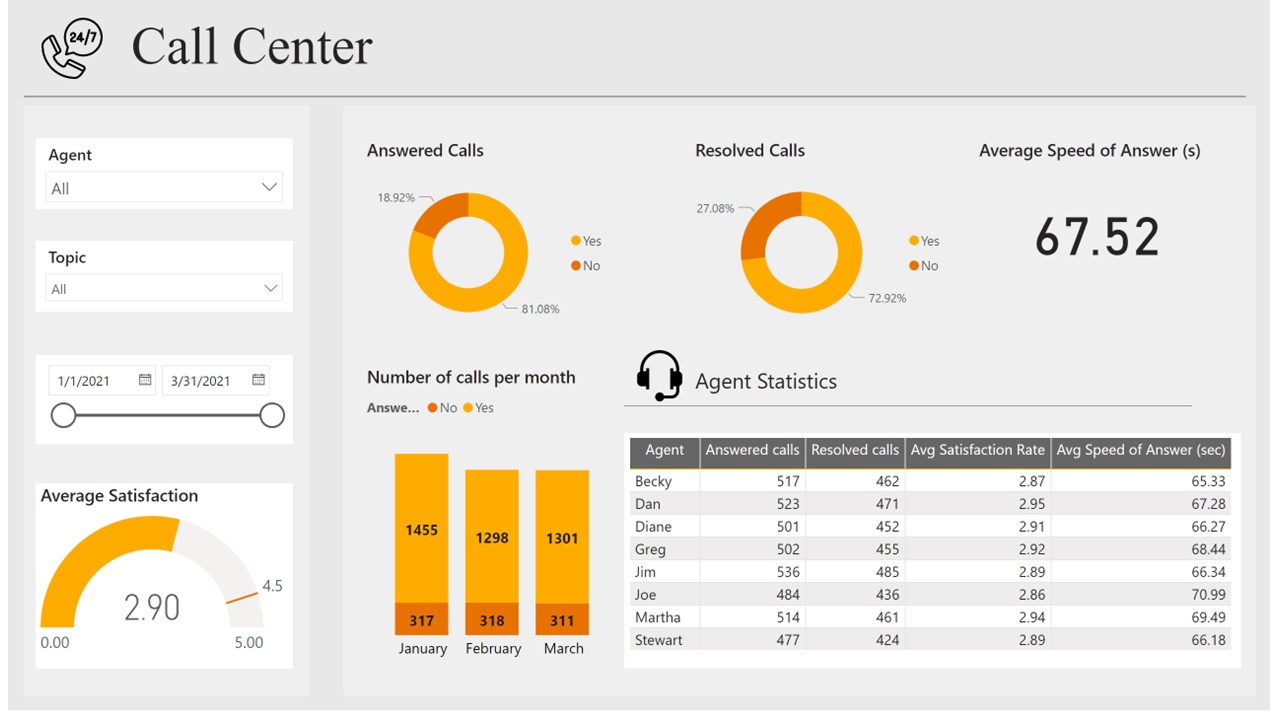 24/7
Call Center
Agent
All
Topic
All
1/1/2021 3/31/2021
Average Satisfaction
2.90
4.5
0.00 5.00
Answered Calls
18.92%
81.08%
Yes
No
Resolved Calls
27.08%
72.92%
Yes
No
Average Speed of Answer (s)
67.52
Number of calls per month
Answe... No Yes
1455 1298 1301
317 318 311
January February March
Agent Statistics
Agent Answered calls Resolved calls Avg Satisfaction Rate Avg Speed of Answer (sec)
Becky 517 462 2.87 65.33
Dan 523 471 2.95 67.28
Diane 501 452 2.91 66.27
Greg 502 455 2.92 68.44
Jim 536 485 2.89 66.34
Joe 484 436 2.86 70.99
Martha 514 461 2.94 69.49
Stewart 477 424 2.89 66.18